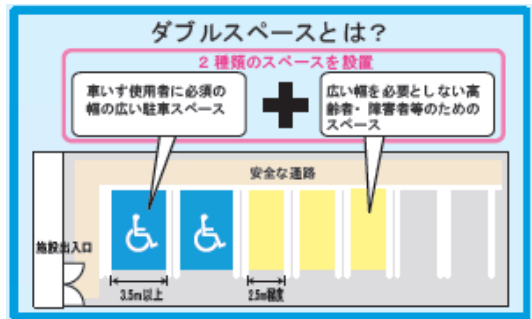 ダブルスペースとは？
２種類のスペースを設置
車いす使用者に必須の
幅の広い駐車スペース
広い幅を必要としない高
齢者・障害者等のための
スペース
安全な通路
施設出入口
3.5m以上
2.5m程度